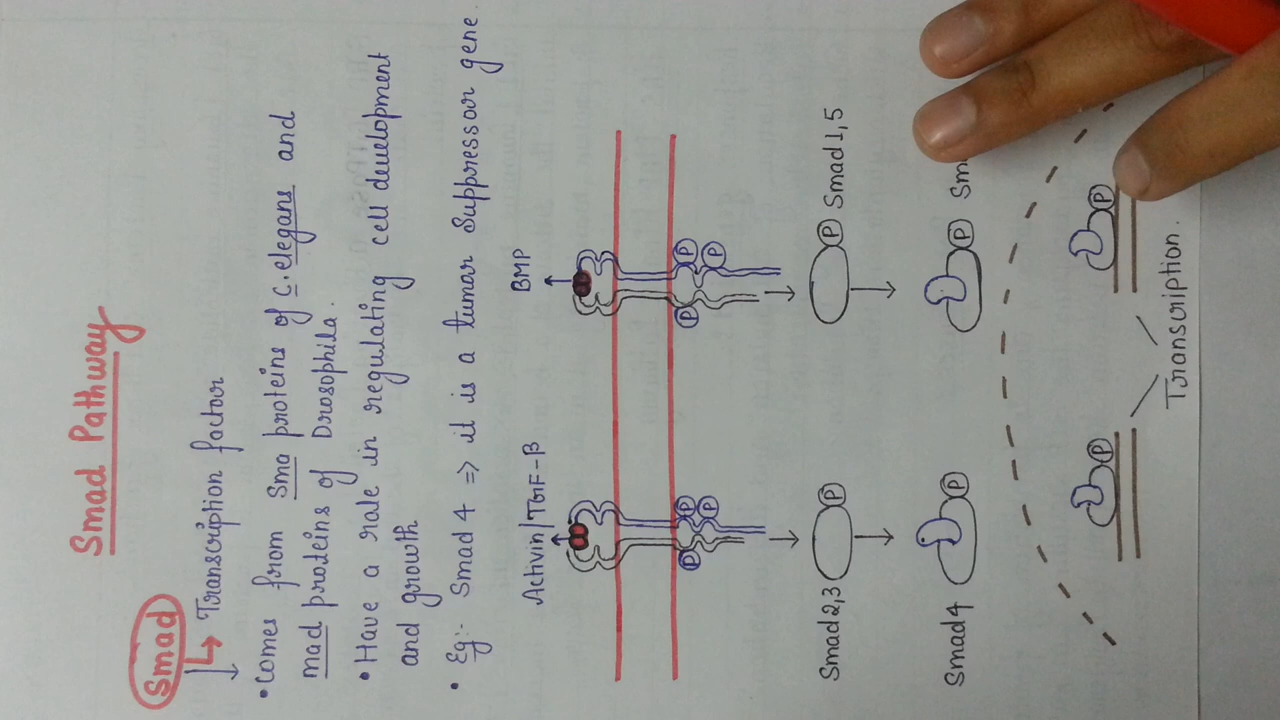 Smad Pathway
Smad
↳ Transcription factor
• Comes from Sma proteins of C. elegans and
mad proteins of Drosophila.
• Have a role in regulating cell development
and growth
• Eg:- Smad 4 ⇒ it is a tumor Suppressor gene
Activin/TGF-β
BMP
P P P
P P P
Smad 2,3 P
P Smad 1,5
Smad 4 P
P Sm
P
P
Transcription.